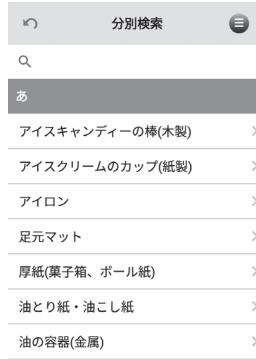 分別検索
あ
アイスキャンディーの棒(木製)
アイスクリームのカップ(紙製)
アイロン
足元マット
厚紙(菓子箱、ボール紙)
油とり紙・油こし紙
油の容器(金属)